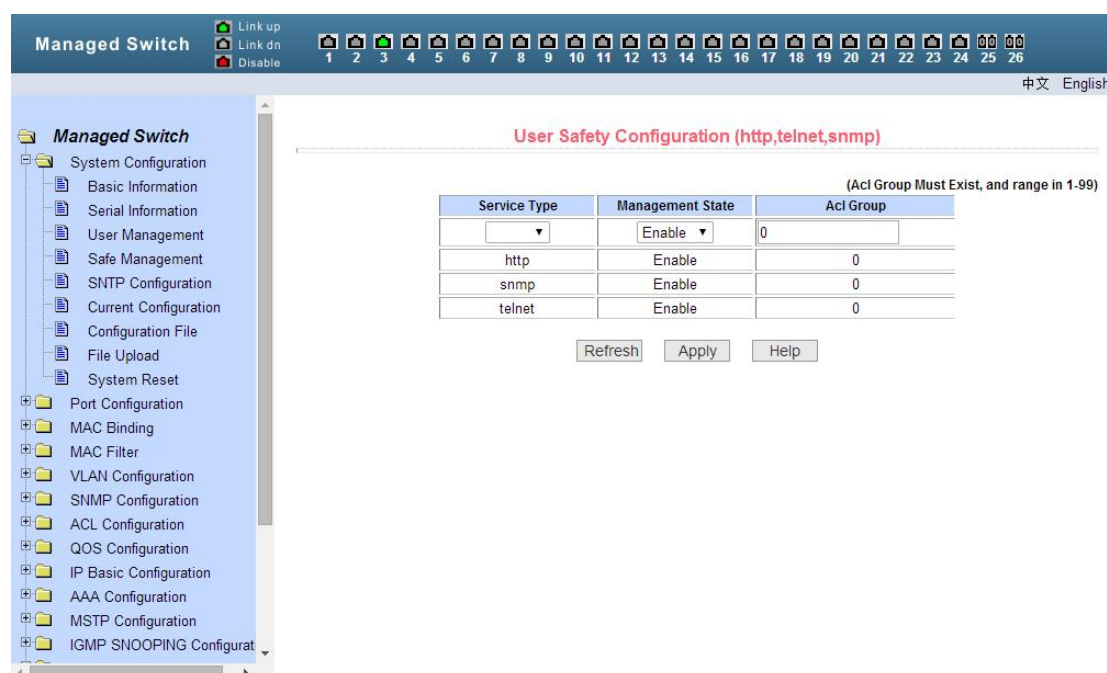 Managed Switch
Link up
Link dn
Disable
1 2 3 4 5 6 7 8 9 10 11 12 13 14 15 16 17 18 19 20 21 22 23 24 25 26
中文 English
Managed Switch
System Configuration
Basic Information
Serial Information
User Management
Safe Management
SNTP Configuration
Current Configuration
Configuration File
File Upload
System Reset
Port Configuration
MAC Binding
MAC Filter
VLAN Configuration
SNMP Configuration
ACL Configuration
QOS Configuration
IP Basic Configuration
AAA Configuration
MSTP Configuration
IGMP SNOOPING Configurat
User Safety Configuration (http,telnet,snmp)
(Acl Group Must Exist, and range in 1-99)
Service Type Management State Acl Group
Enable 0
http Enable 0
snmp Enable 0
telnet Enable 0
Refresh Apply Help